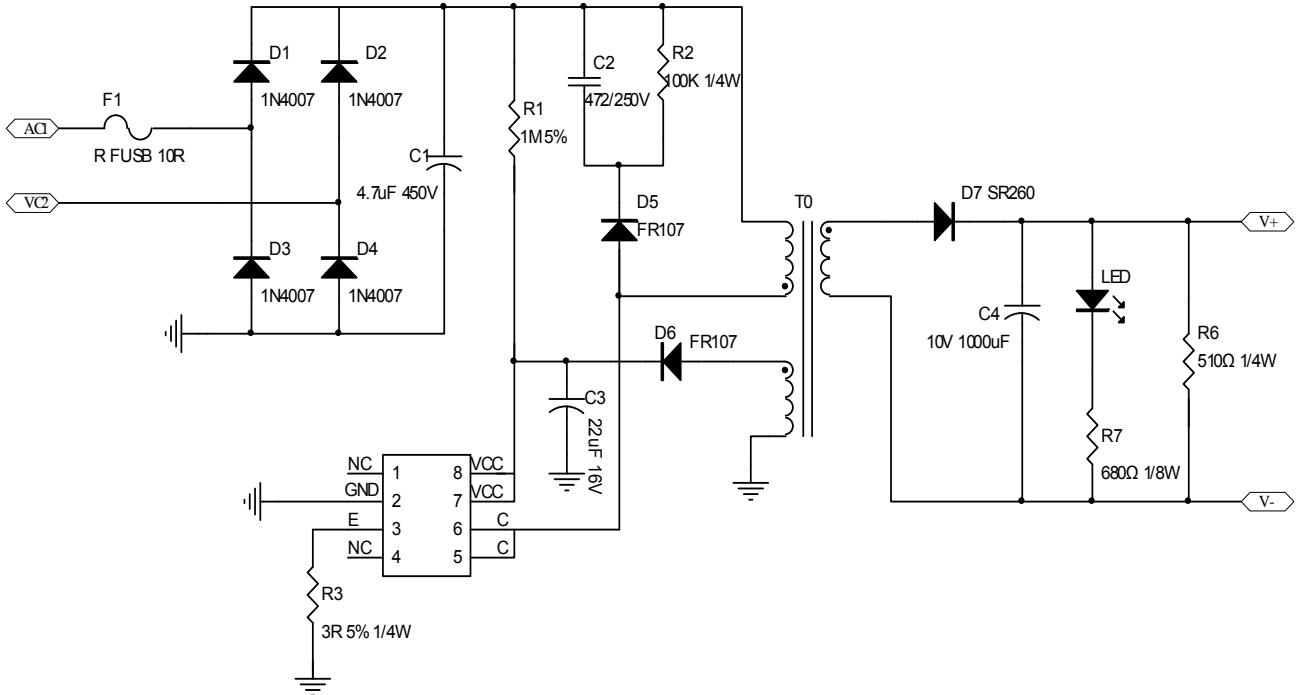 D1
1N4007
D2
1N4007
F1
AC1
R FUSB 10R
VC2
D3
1N4007
D4
1N4007
C1
4.7uF 450V
R1
1M5%
C2
472/250V
R2
100K 1/4W
D5
FR107
T0
D7 SR260
V+
LED
C4
10V 1000uF
R6
510Ω 1/4W
R7
680Ω 1/8W
V-
D6
FR107
C3
22uF 16V
NC 1 8 VCC
GND 2 7 VCC
E 3 6 C
NC 4 5 C
R3
3R 5% 1/4W